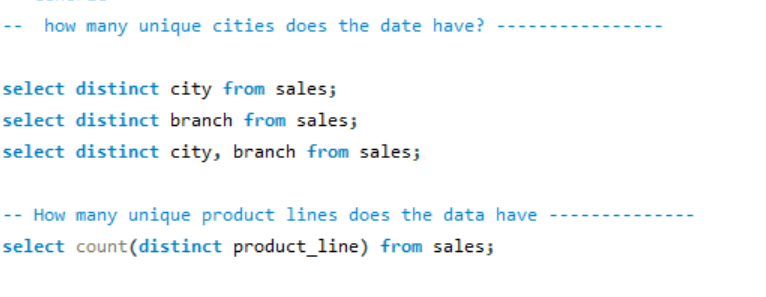 -- how many unique cities does the date have? ----------------
select distinct city from sales;
select distinct branch from sales;
select distinct city, branch from sales;
-- How many unique product lines does the data have --------------
select count(distinct product_line) from sales;